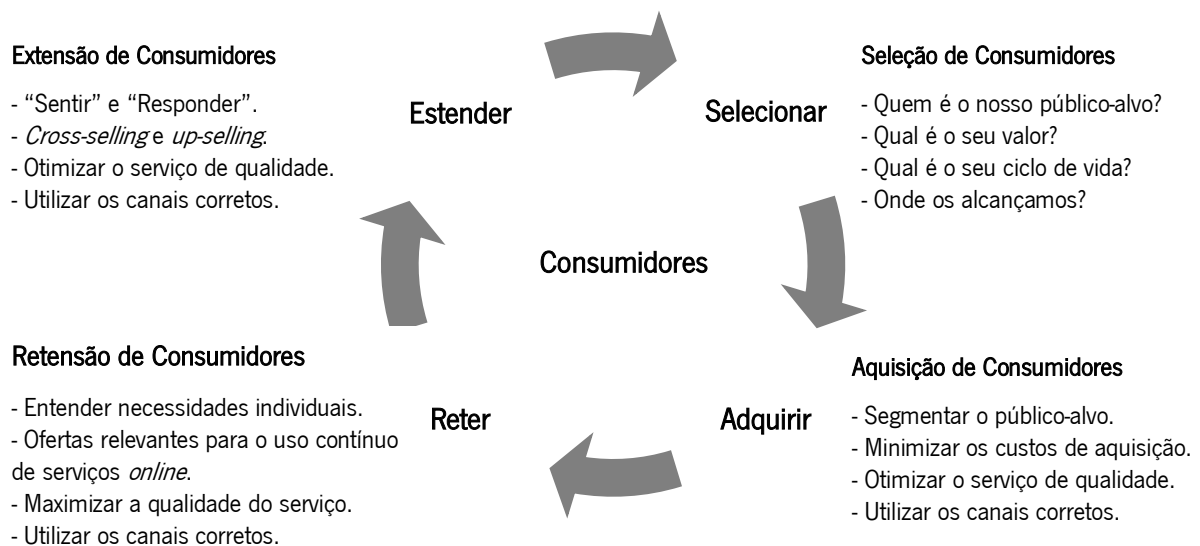 Extensão de Consumidores
- “Sentir” e “Responder”.
- Cross-selling e up-selling.
- Otimizar o serviço de qualidade.
- Utilizar os canais corretos.
Estender
Selecionar
Seleção de Consumidores
- Quem é o nosso público-alvo?
- Qual é o seu valor?
- Qual é o seu ciclo de vida?
- Onde os alcançamos?
Consumidores
Retensão de Consumidores
- Entender necessidades individuais.
- Ofertas relevantes para o uso contínuo
de serviços online.
- Maximizar a qualidade do serviço.
- Utilizar os canais corretos.
Reter
Adquirir
Aquisição de Consumidores
- Segmentar o público-alvo.
- Minimizar os custos de aquisição.
- Otimizar o serviço de qualidade.
- Utilizar os canais corretos.